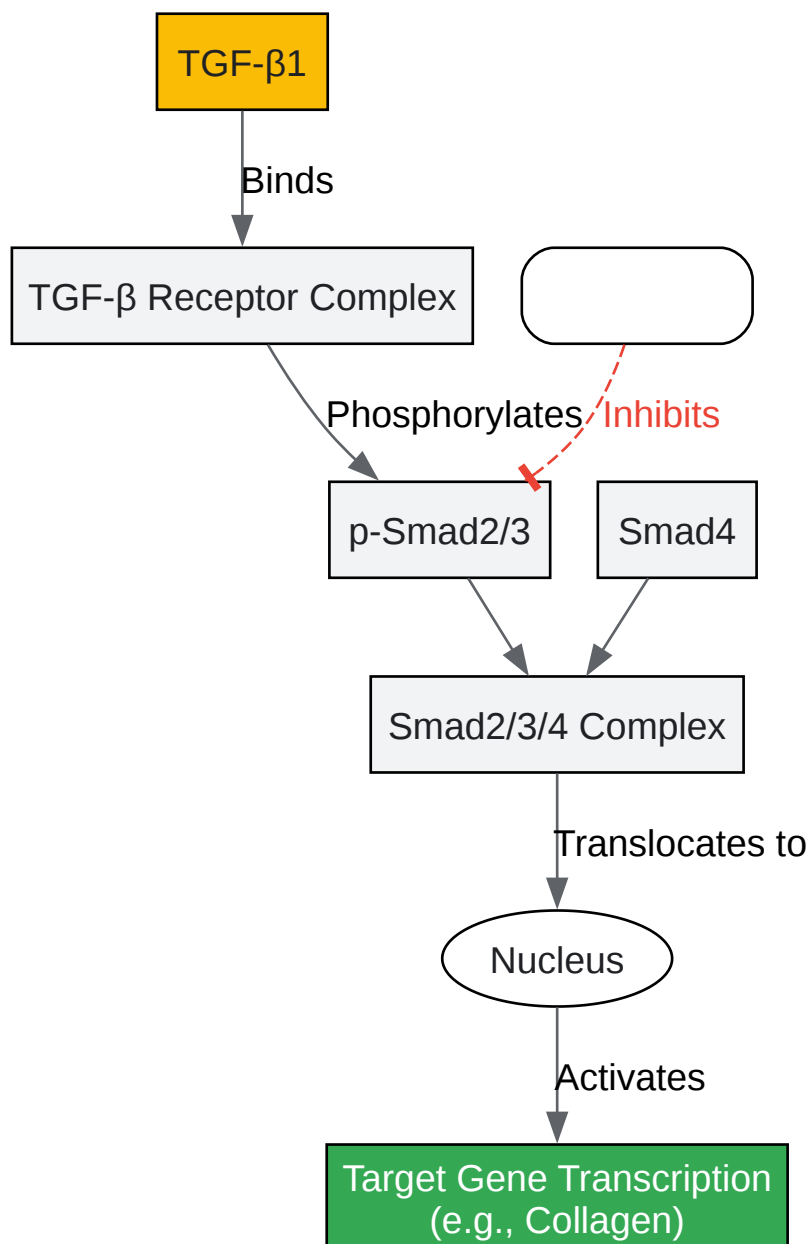 TGF-β1
Binds
TGF-β Receptor Complex
Phosphorylates
Inhibits
p-Smad2/3
Smad4
Smad2/3/4 Complex
Translocates to
Nucleus
Activates
Target Gene Transcription
(e.g., Collagen)